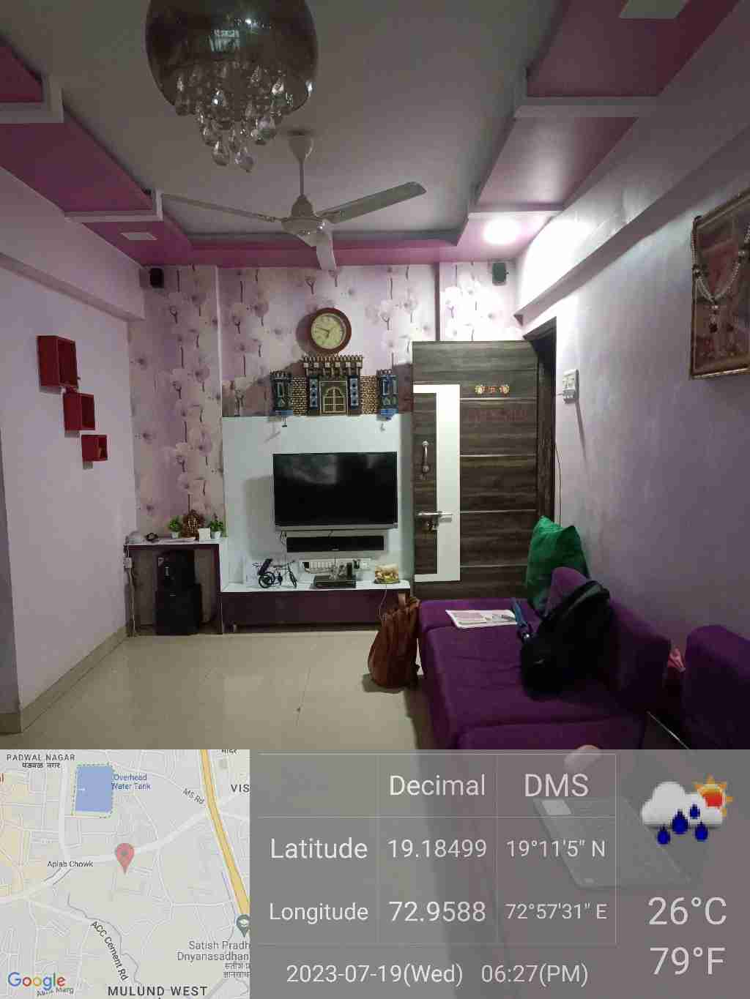 PADWAL NAGAR
पडवळ नगर
Overhead
Water Tank
MS Rd
VIS
Aplab Chowk
ACC Cement Rd
Satish Pradh
Dnyanasadhan
Google
MULUND WEST
Decimal DMS
Latitude 19.18499 19°11'5" N
Longitude 72.9588 72°57'31" E
2023-07-19(Wed) 06:27(PM)
26°C
79°F